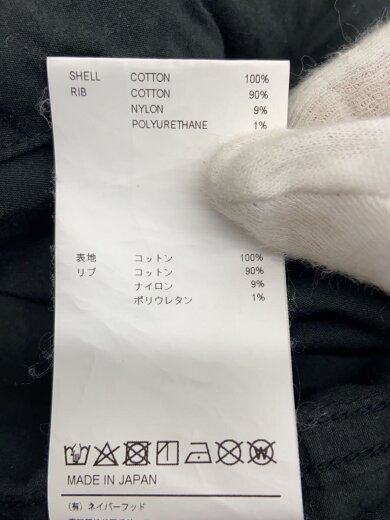 SHELL COTTON 100%
RIB COTTON 90%
NYLON 9%
POLYURETHANE 1%
表地 コットン 100%
リブ コットン 90%
ナイロン 9%
ポリウレタン 1%
MADE IN JAPAN
(有) ネイバーフッド